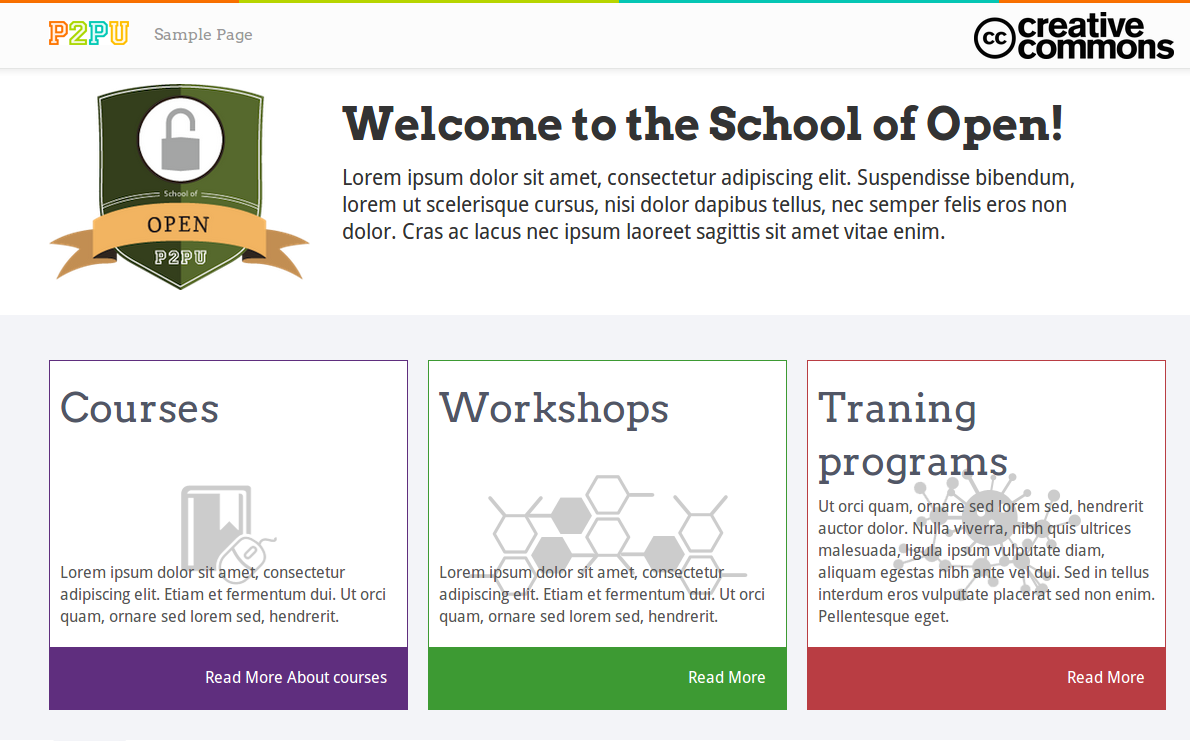 P2PU Sample Page
cc creative
commons
School of
OPEN
P2PU
Welcome to the School of Open!
Lorem ipsum dolor sit amet, consectetur adipiscing elit. Suspendisse bibendum,
lorem ut scelerisque cursus, nisi dolor dapibus tellus, nec semper felis eros non
dolor. Cras ac lacus nec ipsum laoreet sagittis sit amet vitae enim.
Courses
Lorem ipsum dolor sit amet, consectetur
adipiscing elit. Etiam et fermentum dui. Ut orci
quam, ornare sed lorem sed, hendrerit.
Read More About courses
Workshops
Lorem ipsum dolor sit amet, consectetur
adipiscing elit. Etiam et fermentum dui. Ut orci
quam, ornare sed lorem sed, hendrerit.
Read More
Traning
programs
Ut orci quam, ornare sed lorem sed, hendrerit
auctor dolor. Nulla viverra, nibh quis ultrices
malesuada, ligula ipsum vulputate diam,
aliquam egestas nibh ante vel dui. Sed in tellus
interdum eros vulputate placerat sed non enim.
Pellentesque eget.
Read More